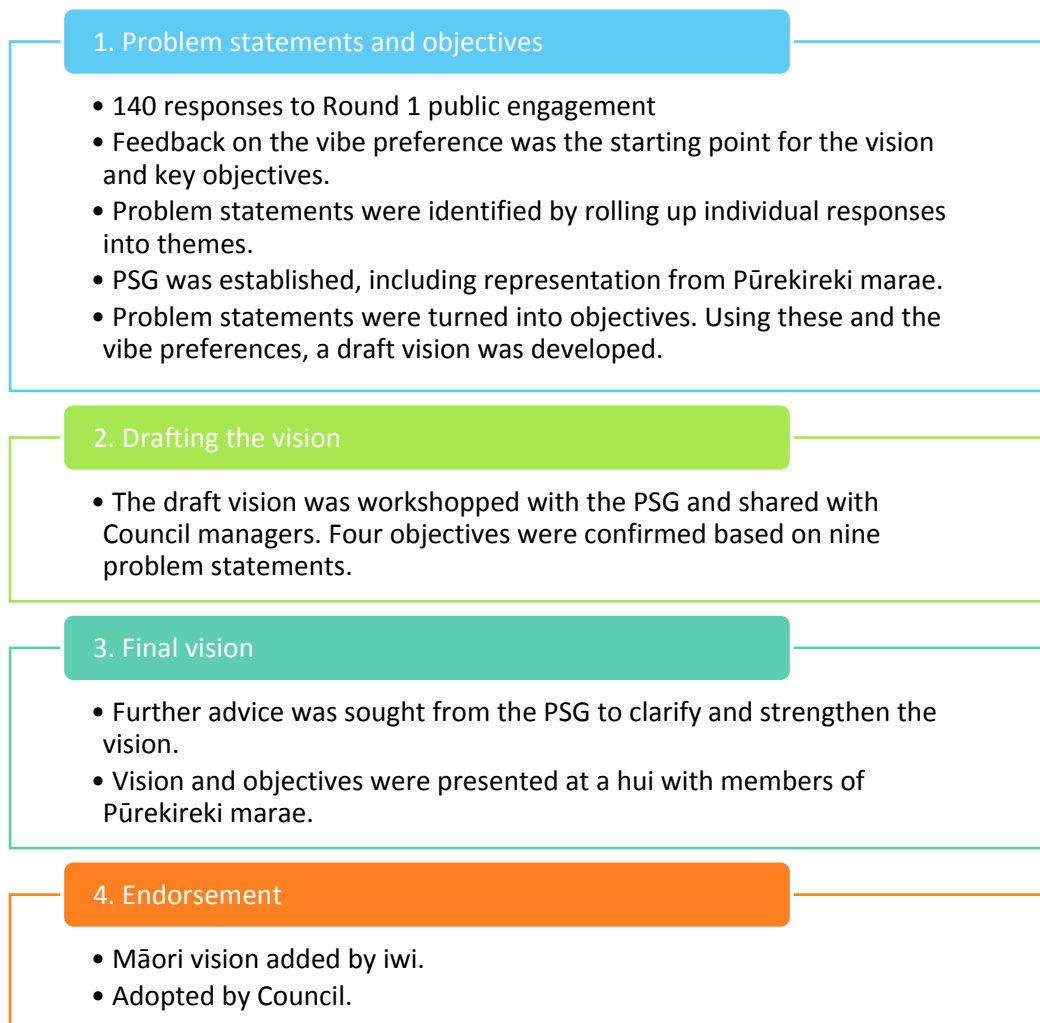 1. Problem statements and objectives
• 140 responses to Round 1 public engagement
• Feedback on the vibe preference was the starting point for the vision
and key objectives.
• Problem statements were identified by rolling up individual responses
into themes.
• PSG was established, including representation from Pūrekireki marae.
• Problem statements were turned into objectives. Using these and the
vibe preferences, a draft vision was developed.
2. Drafting the vision
• The draft vision was workshopped with the PSG and shared with
Council managers. Four objectives were confirmed based on nine
problem statements.
3. Final vision
• Further advice was sought from the PSG to clarify and strengthen the
vision.
• Vision and objectives were presented at a hui with members of
Pūrekireki marae.
4. Endorsement
• Māori vision added by iwi.
• Adopted by Council.